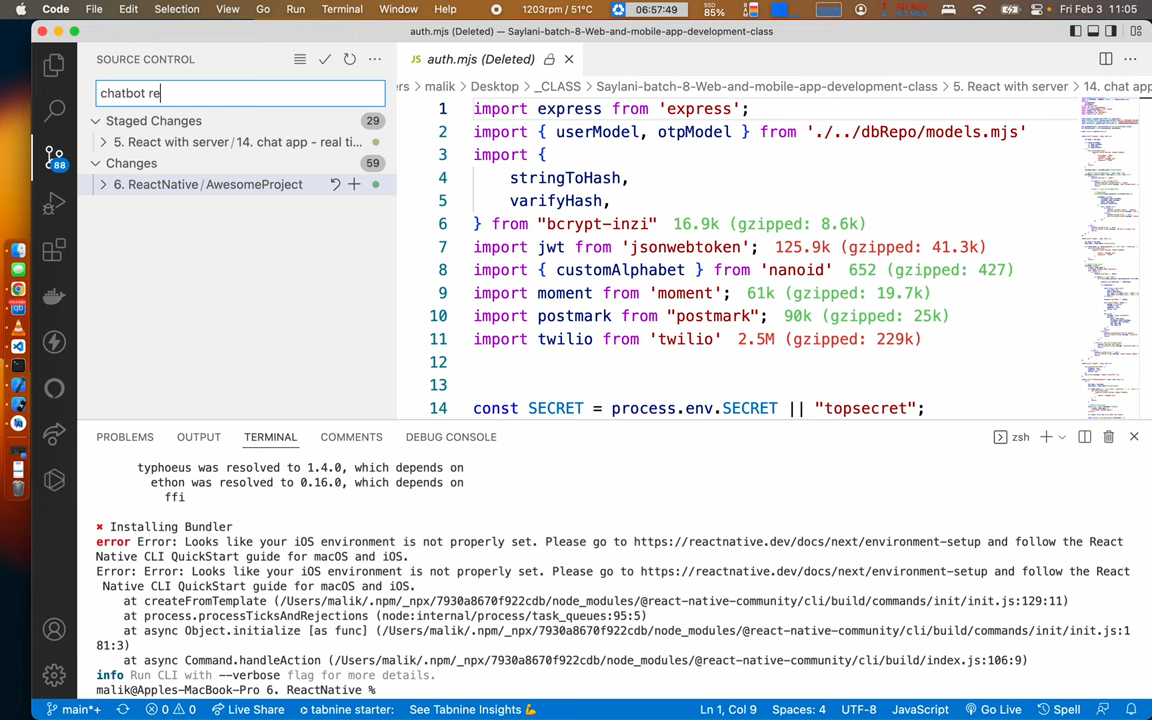 Code File Edit Selection View Go Run Terminal Window Help 1203rpm / 51°C 06:57:49 SSD 85% Fri Feb 3 11:05
auth.mjs (Deleted) — Saylani-batch-8-Web-and-mobile-app-development-class
SOURCE CONTROL
JS auth.mjs (Deleted)
chatbot re
ers › malik › Desktop › _CLASS › Saylani-batch-8-Web-and-mobile-app-development-class › 5. React with server › 14. chat app
Staged Changes 29
5. React with server/14. chat app - real ti...
Changes 59
6. ReactNative/AwesomeProject
88
1 import express from 'express';
2 import { userModel, otpModel } from './../dbRepo/models.mjs'
3 import {
4 stringToHash,
5 varifyHash,
6 } from "bcrypt-inzi" 16.9k (gzipped: 8.6k)
7 import jwt from 'jsonwebtoken'; 125.9k (gzipped: 41.3k)
8 import { customAlphabet } from 'nanoid' 652 (gzipped: 427)
9 import moment from 'moment'; 61k (gzipped: 19.7k)
10 import postmark from "postmark"; 90k (gzipped: 25k)
11 import twilio from 'twilio' 2.5M (gzipped: 229k)
12
13
14 const SECRET = process.env.SECRET || "topsecret";
PROBLEMS OUTPUT TERMINAL COMMENTS DEBUG CONSOLE zsh
typhoeus was resolved to 1.4.0, which depends on
ethon was resolved to 0.16.0, which depends on
ffi
✖ Installing Bundler
error Error: Looks like your iOS environment is not properly set. Please go to https://reactnative.dev/docs/next/environment-setup and follow the React
Native CLI QuickStart guide for macOS and iOS.
Error: Error: Looks like your iOS environment is not properly set. Please go to https://reactnative.dev/docs/next/environment-setup and follow the React
Native CLI QuickStart guide for macOS and iOS.
at createFromTemplate (/Users/malik/.npm/_npx/7930a8670f922cdb/node_modules/@react-native-community/cli/build/commands/init/init.js:129:11)
at process.processTicksAndRejections (node:internal/process/task_queues:95:5)
at async Object.initialize [as func] (/Users/malik/.npm/_npx/7930a8670f922cdb/node_modules/@react-native-community/cli/build/commands/init/init.js:1
81:3)
at async Command.handleAction (/Users/malik/.npm/_npx/7930a8670f922cdb/node_modules/@react-native-community/cli/build/index.js:106:9)
info Run CLI with --verbose flag for more details.
malik@Apples-MacBook-Pro 6. ReactNative %
main*+ 0 0 Live Share tabnine starter: See Tabnine Insights Ln 1, Col 9 Spaces: 4 UTF-8 LF JavaScript Go Live Spell